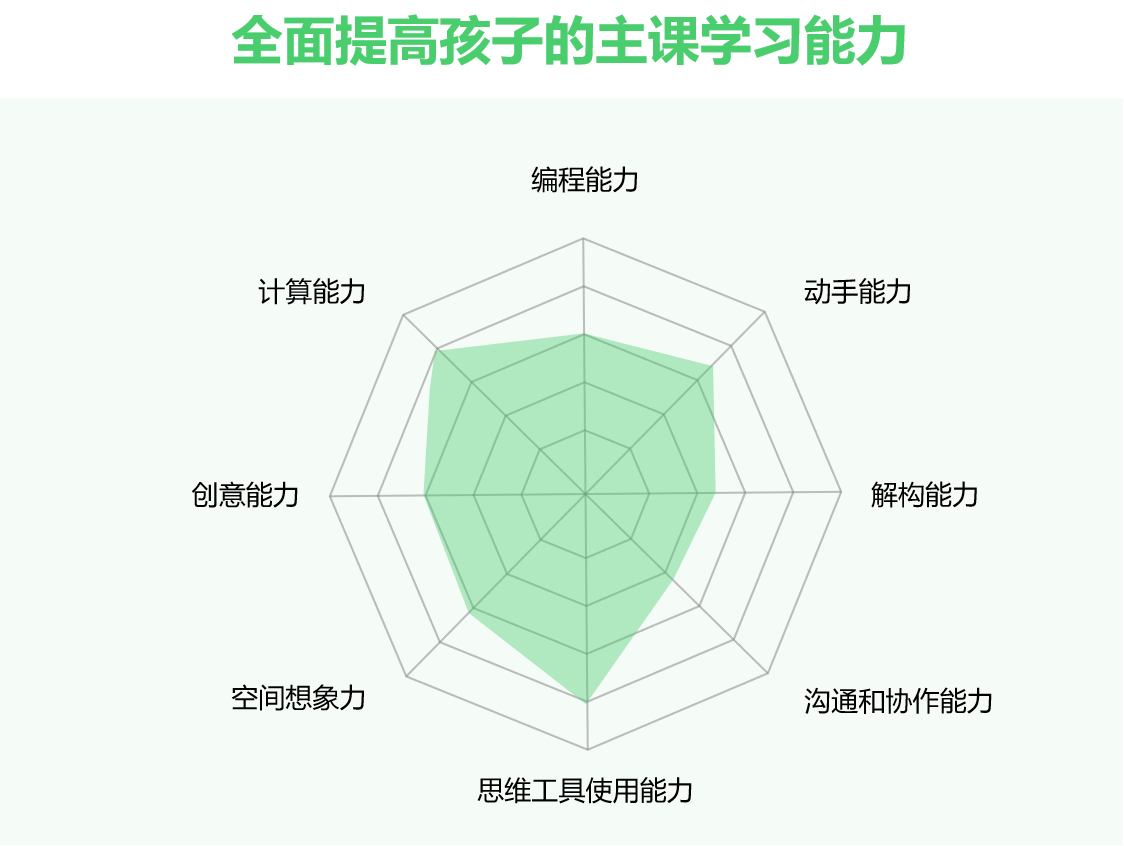 全面提高孩子的主课学习能力
编程能力
计算能力
动手能力
创意能力
解构能力
空间想象力
沟通和协作能力
思维工具使用能力